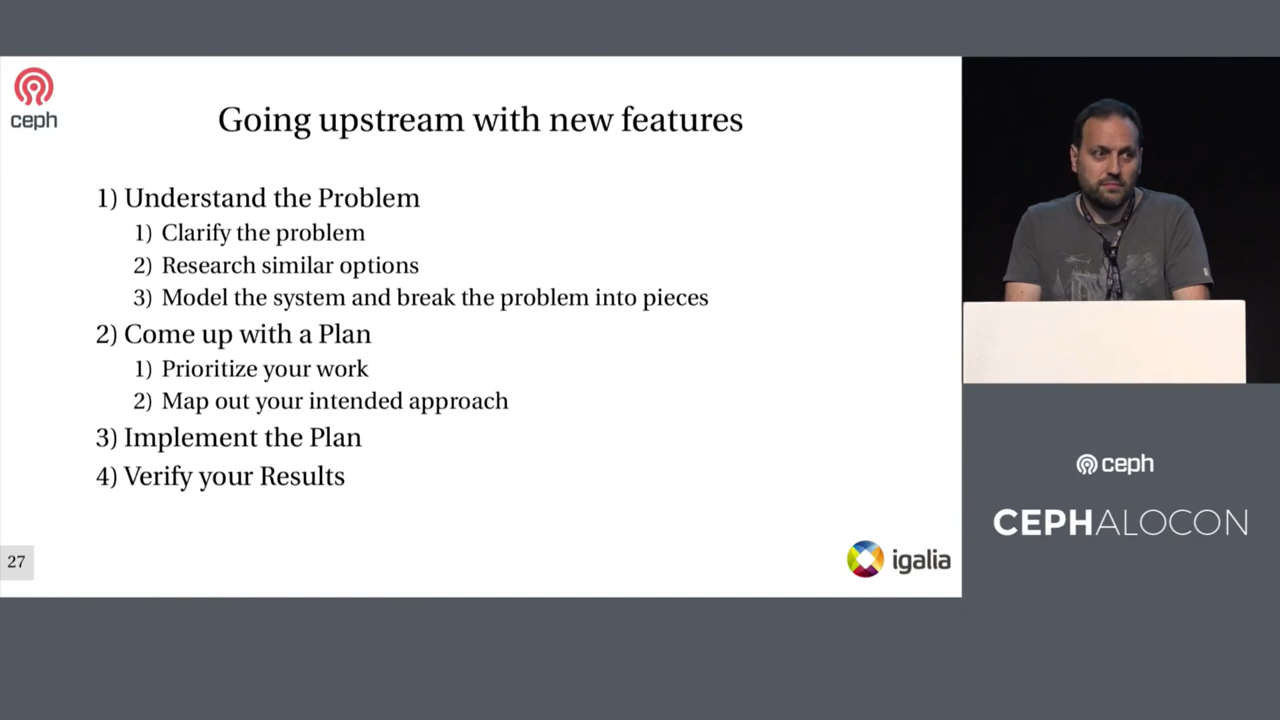 ceph
Going upstream with new features
1) Understand the Problem
1) Clarify the problem
2) Research similar options
3) Model the system and break the problem into pieces
2) Come up with a Plan
1) Prioritize your work
2) Map out your intended approach
3) Implement the Plan
4) Verify your Results
27
igalia
ceph
CEPHALOCON